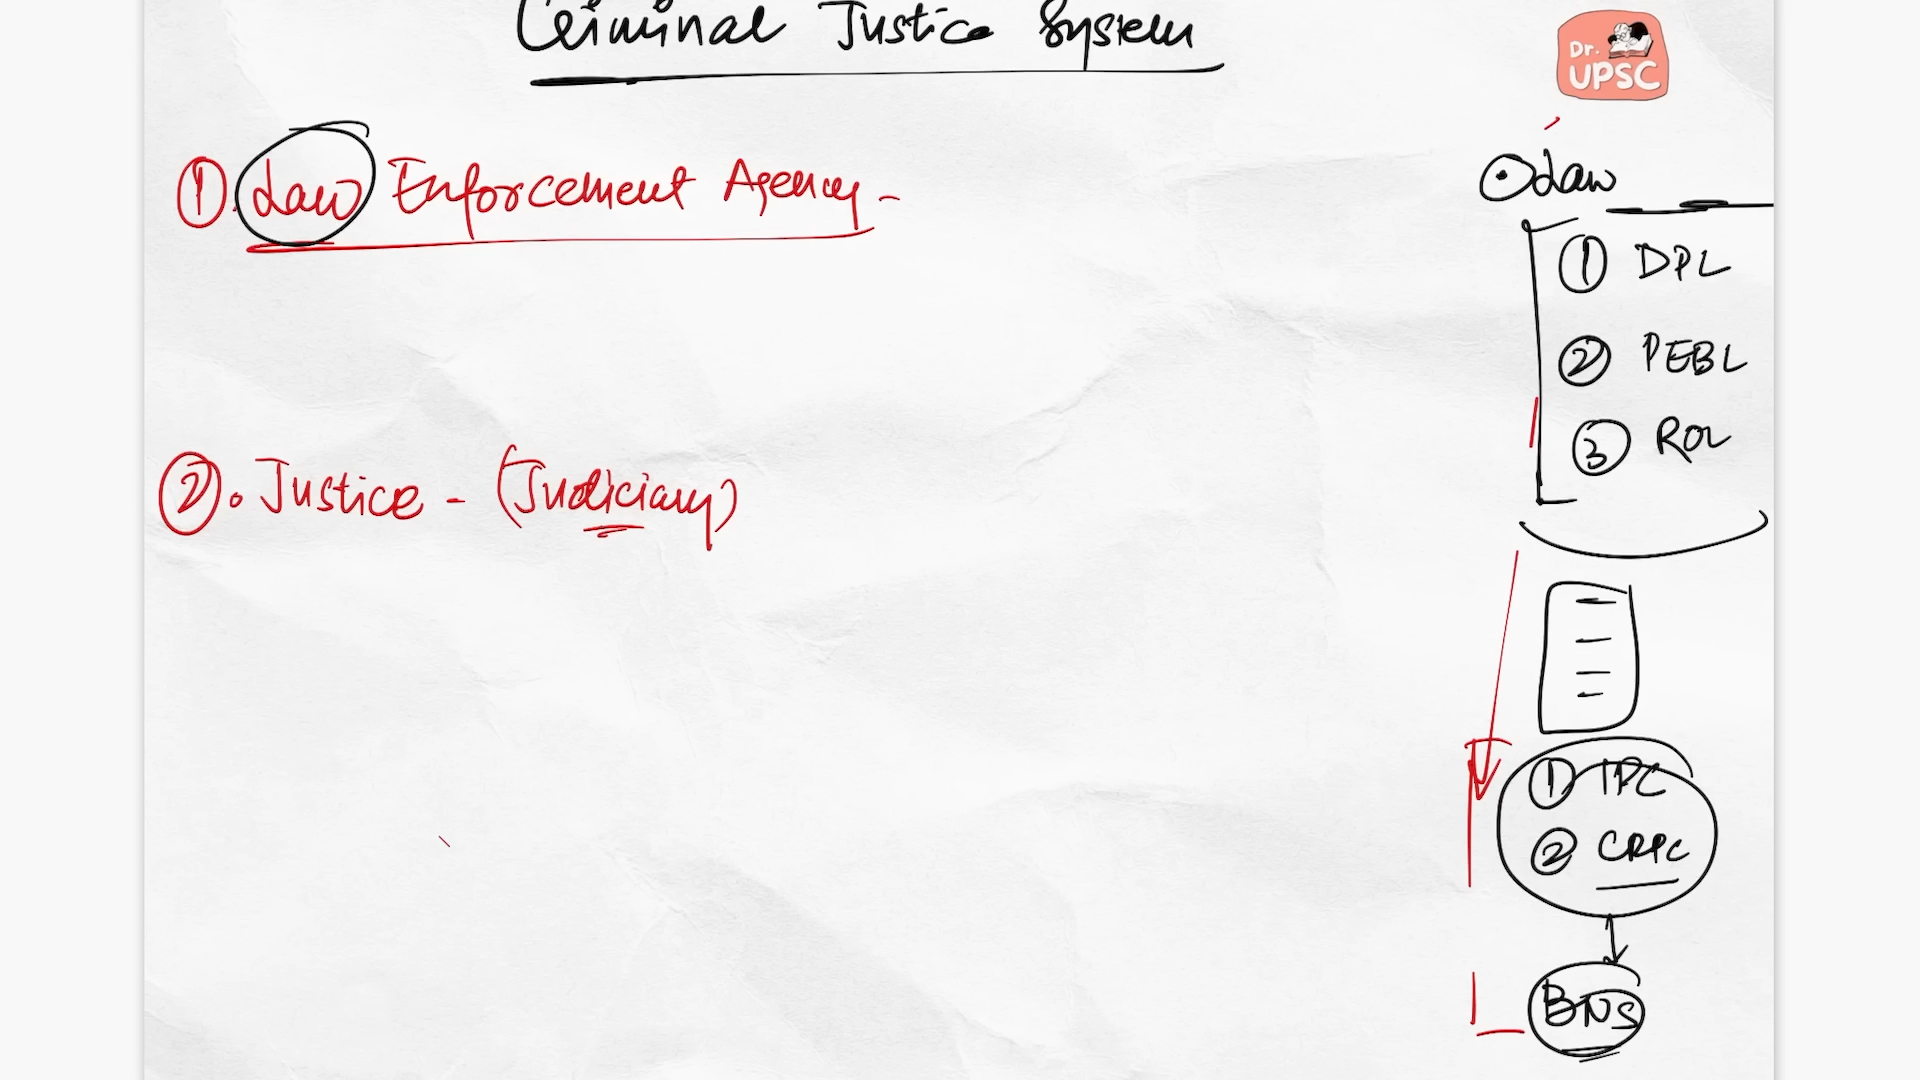 Criminal Justice System
Dr.
UPSC
① Law Enforcement Agency -
② • Justice - (Judiciary)
⊙ Law
① DPL
② PEBL
③ ROL
① IPC
② CRPC
BNS